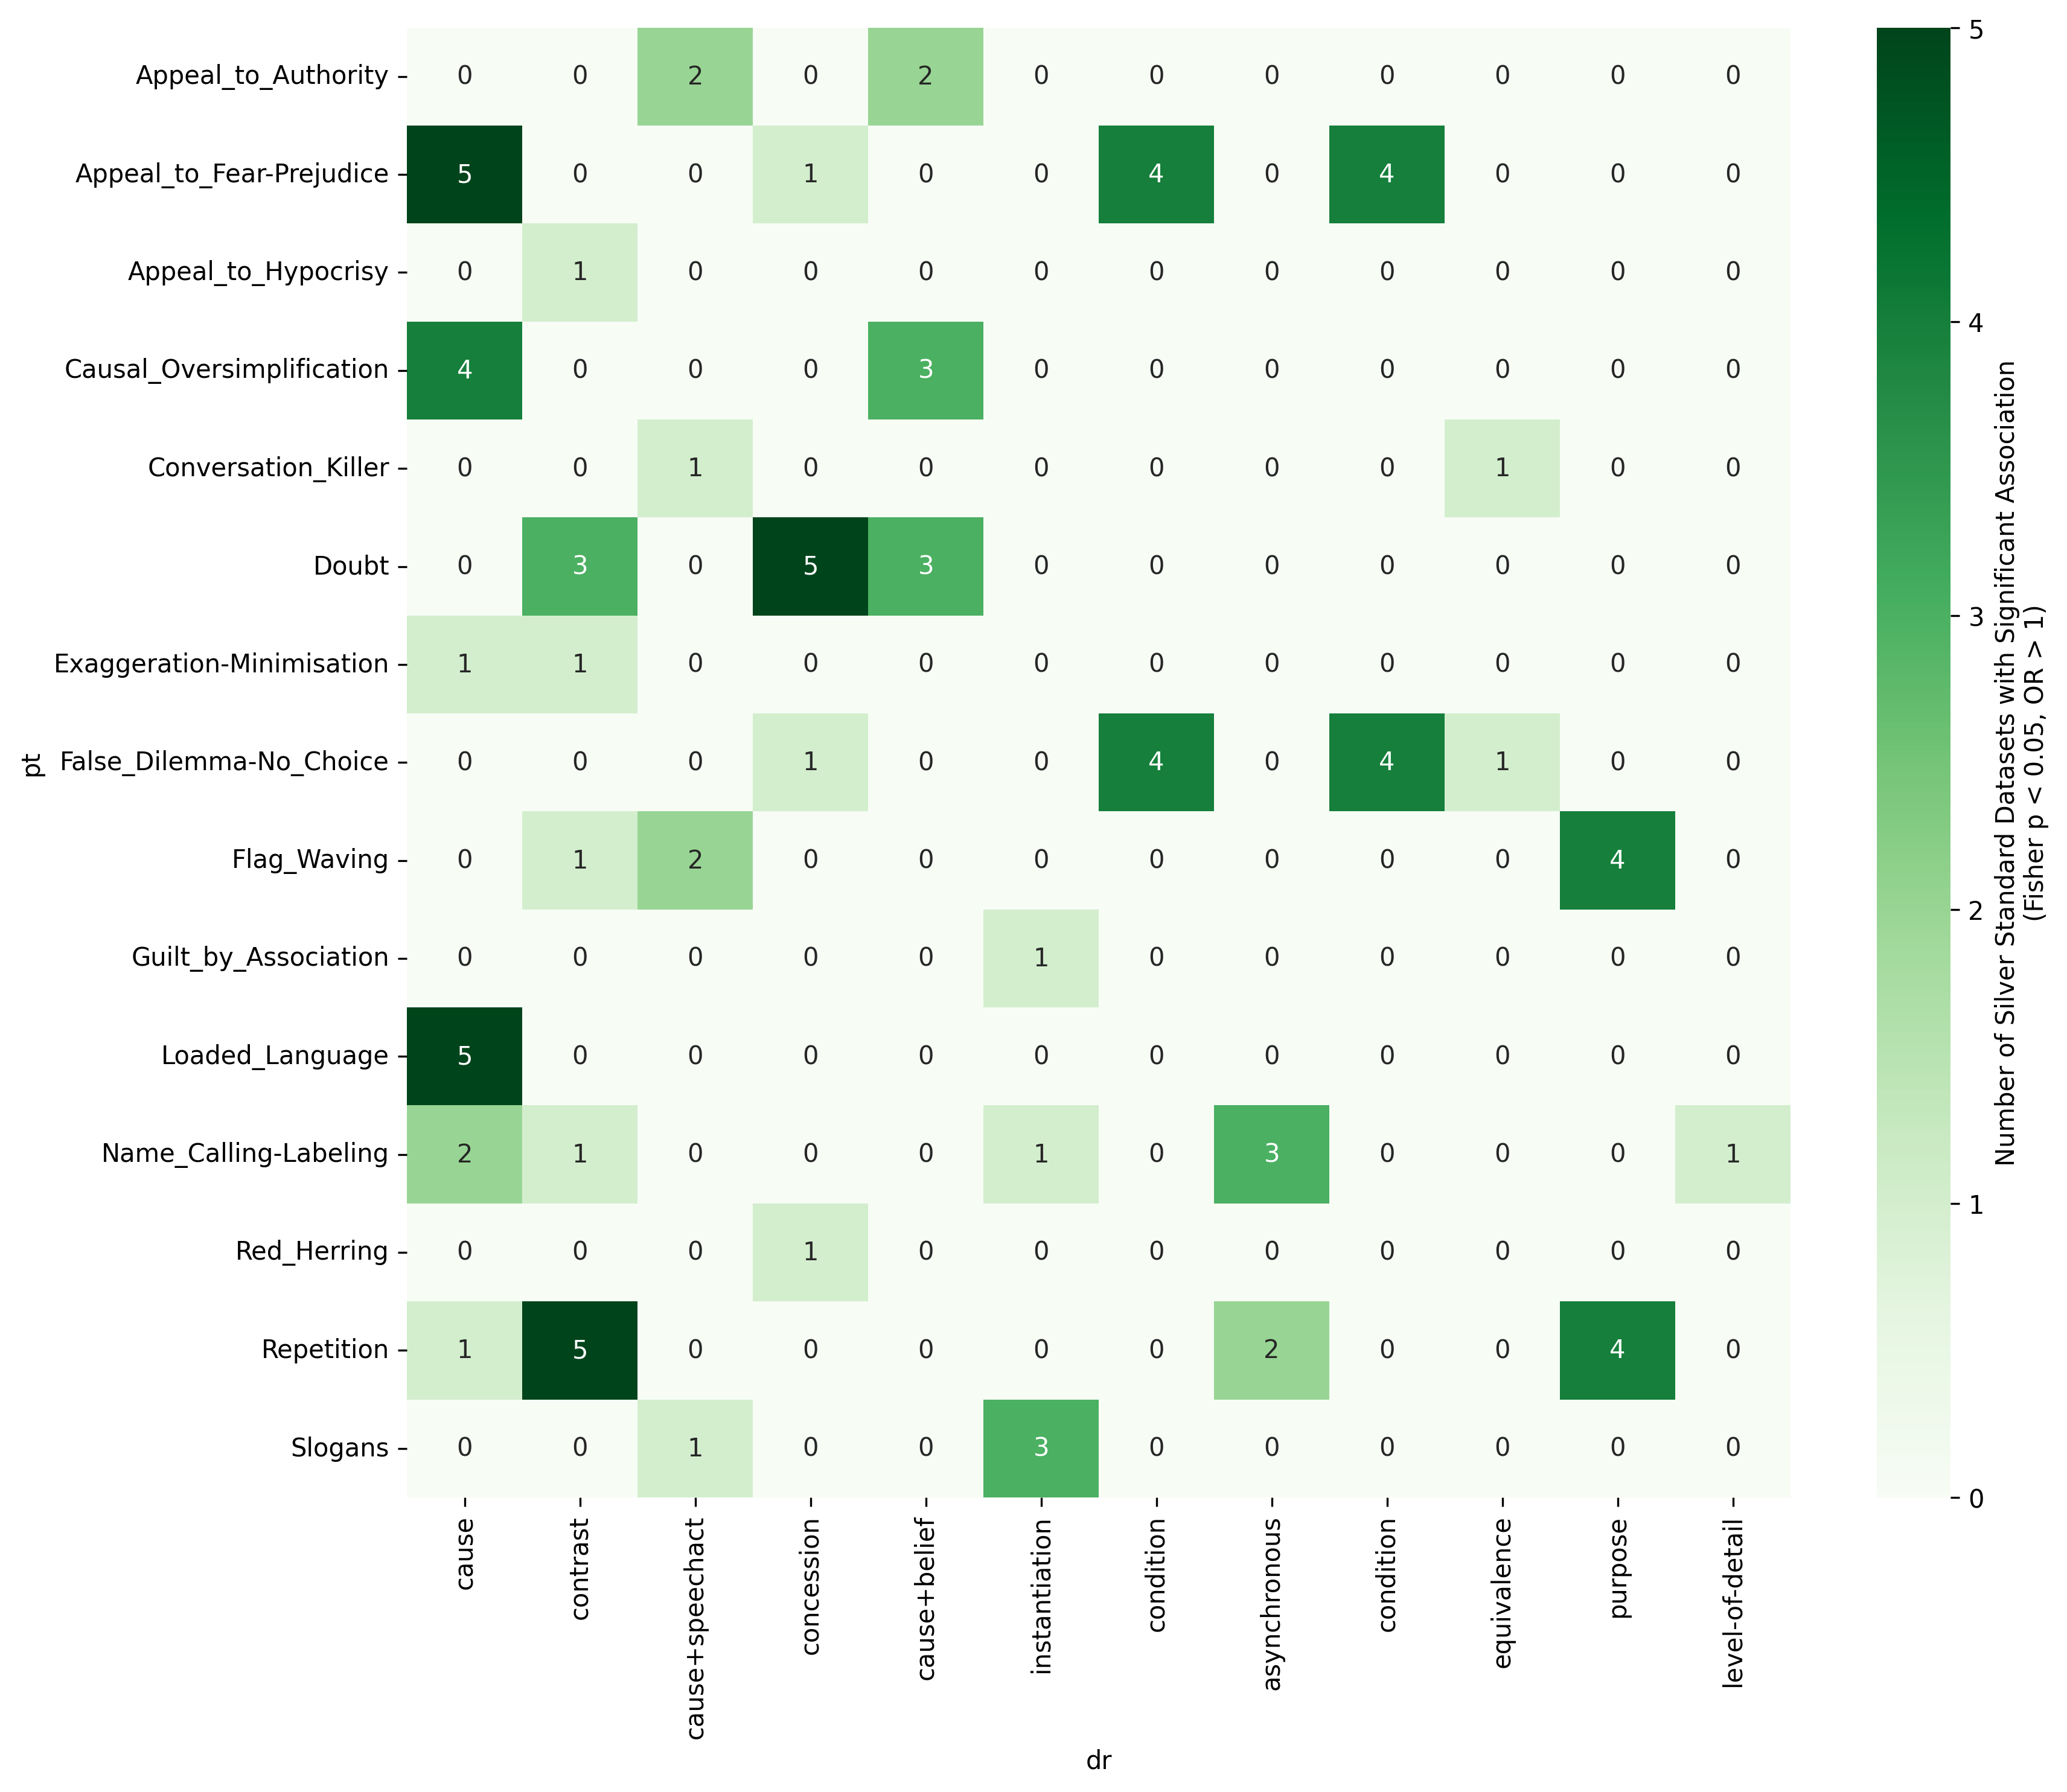 Appeal_to_Authority 0 0 2 0 2 0 0 0 0 0 0 0
Appeal_to_Fear-Prejudice 5 0 0 1 0 0 4 0 4 0 0 0
Appeal_to_Hypocrisy 0 1 0 0 0 0 0 0 0 0 0 0
Causal_Oversimplification 4 0 0 0 3 0 0 0 0 0 0 0
Conversation_Killer 0 0 1 0 0 0 0 0 0 1 0 0
Doubt 0 3 0 5 3 0 0 0 0 0 0 0
Exaggeration-Minimisation 1 1 0 0 0 0 0 0 0 0 0 0
False_Dilemma-No_Choice 0 0 0 1 0 0 4 0 4 1 0 0
Flag_Waving 0 1 2 0 0 0 0 0 0 0 4 0
Guilt_by_Association 0 0 0 0 0 1 0 0 0 0 0 0
Loaded_Language 5 0 0 0 0 0 0 0 0 0 0 0
Name_Calling-Labeling 2 1 0 0 0 1 0 3 0 0 0 1
Red_Herring 0 0 0 1 0 0 0 0 0 0 0 0
Repetition 1 5 0 0 0 0 0 2 0 0 4 0
Slogans 0 0 1 0 0 3 0 0 0 0 0 0
pt
cause
contrast
cause+speechact
concession
cause+belief
instantiation
condition
asynchronous
condition
equivalence
purpose
level-of-detail
dr
5
4
3
2
1
0
Number of Silver Standard Datasets with Significant Association
(Fisher p < 0.05, OR > 1)